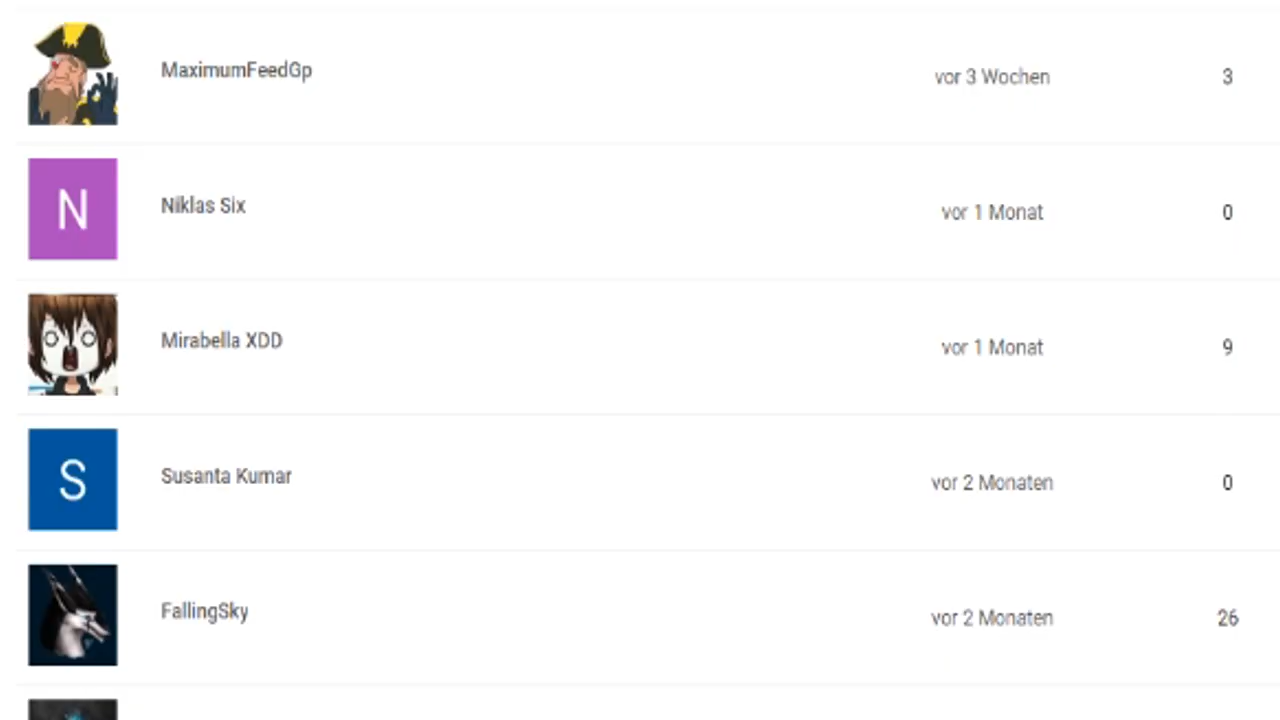 MaximumFeedGp vor 3 Wochen 3
N Niklas Six vor 1 Monat 0
Mirabella XDD vor 1 Monat 9
S Susanta Kumar vor 2 Monaten 0
FallingSky vor 2 Monaten 26